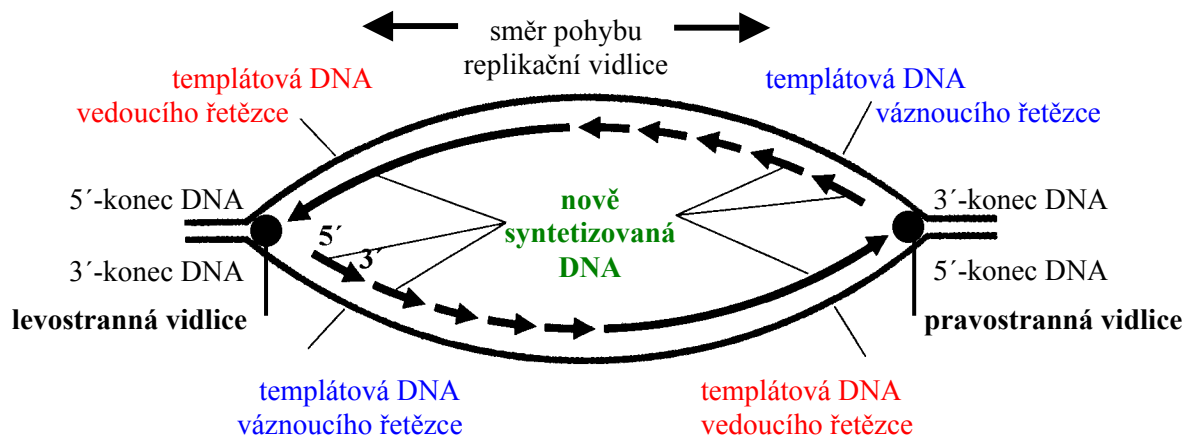 směr pohybu
replikační vidlice
templátová DNA
vedoucího řetězce
templátová DNA
váznoucího řetězce
5´-konec DNA
3´-konec DNA
levostranná vidlice
5´
3´
nově
syntetizovaná
DNA
3´-konec DNA
5´-konec DNA
pravostranná vidlice
templátová DNA
váznoucího řetězce
templátová DNA
vedoucího řetězce